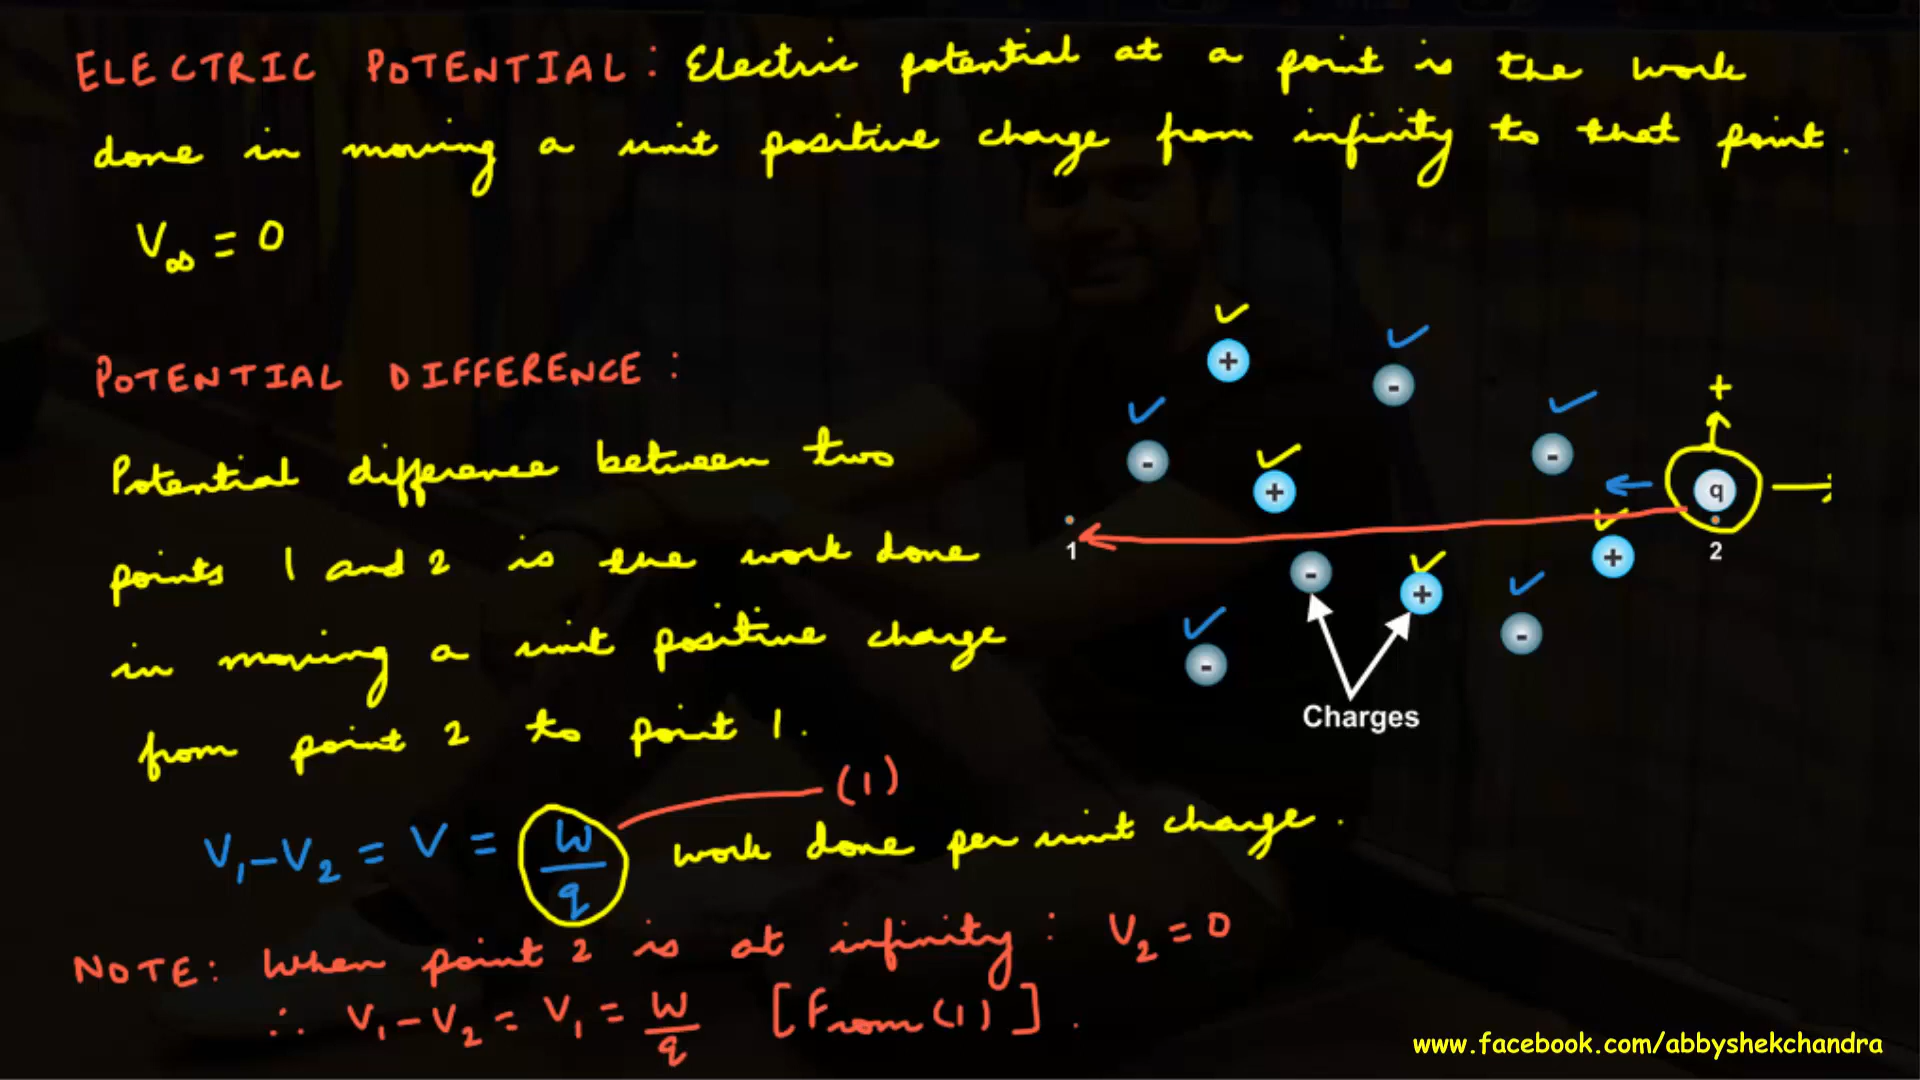 ELECTRIC POTENTIAL : Electric potential at a point is the work
done in moving a unit positive charge from infinity to that point.
V∞ = 0
POTENTIAL DIFFERENCE :
Potential difference between two
points 1 and 2 is the work done
in moving a unit positive charge
from point 2 to point 1.
V₁-V₂ = V = W/q (1) work done per unit charge.
NOTE: When point 2 is at infinity : V₂ = 0
∴ V₁-V₂ = V₁ = W/q [From (1)].
+ - +
- - q
+
1 2
- + +
- -
Charges
www.facebook.com/abbyshekchandra